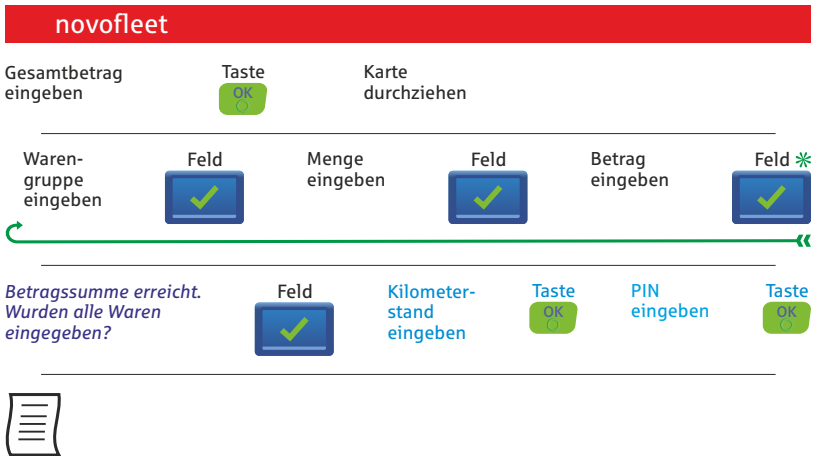 novofleet
Gesamtbetrag
eingeben
Taste
OK
Karte
durchziehen
Waren-
gruppe
eingeben
Feld
Menge
eingeben
Feld
Betrag
eingeben
Feld *
Betragssumme erreicht.
Wurden alle Waren
eingegeben?
Feld
Kilometer-
stand
eingeben
Taste
OK
PIN
eingeben
Taste
OK